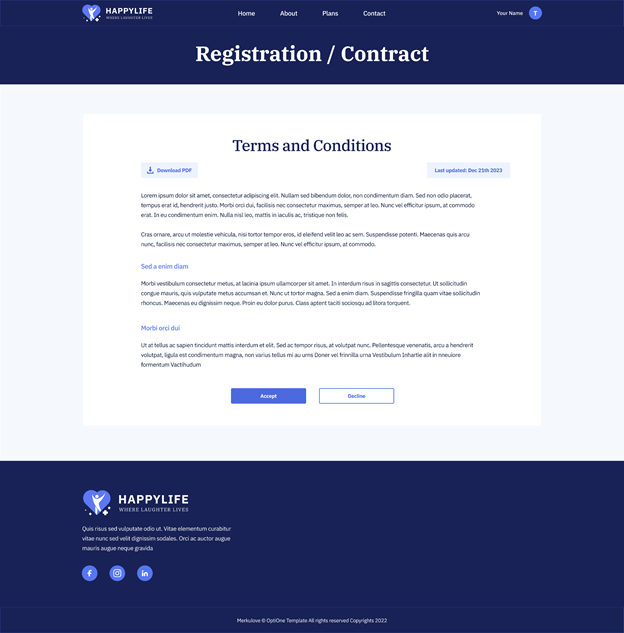 HAPPYLIFE
WHERE LAUGHTER LIVES
Home About Plans Contact
Your Name T
Registration / Contract
Terms and Conditions
Download PDF
Last updated: Dec 21th 2023
Lorem ipsum dolor sit amet, consectetur adipiscing elit. Nullam sed bibendum dolor, non condimentum diam. Sed non odio placerat,
tempus erat id, hendrerit justo. Morbi orci dui, facilisis nec consectetur maximus, semper at leo. Nunc vel efficitur ipsum, at commodo
erat. In eu condimentum enim. Nulla nisl leo, mattis in iaculis ac, tristique non felis.
Cras ornare, arcu ut molestie vehicula, nisi tortor tempor eros, id eleifend velit leo ac sem. Suspendisse potenti. Maecenas quis arcu
nunc, facilisis nec consectetur maximus, semper at leo. Nunc vel efficitur ipsum, at commodo.
Sed a enim diam
Morbi vestibulum consectetur metus, at lacinia ipsum ullamcorper sit amet. In interdum risus in sagittis consectetur. Ut sollicitudin
congue mauris, quis vulputate metus accumsan et. Nunc ut tortor magna. Sed a enim diam. Suspendisse fringilla quam vitae sollicitudin
rhoncus. Maecenas eu dignissim neque. Proin eu dolor purus. Class aptent taciti sociosqu ad litora torquent.
Morbi orci dui
Ut at tellus ac sapien tincidunt mattis interdum et elit. Sed ac tempor risus, at volutpat nunc. Pellentesque venenatis, arcu a hendrerit
volutpat, ligula est condimentum magna, non varius tellus mi au urns Doner vel frinrilla urna Vestibulum Inhartie alit in nneuiore
formentum Vactihudum
Accept
Decline
HAPPYLIFE
WHERE LAUGHTER LIVES
Quis risus sed vulputate odio ut. Vitae elementum curabitur
vitae nunc sed velit dignissim sodales. Orci ac auctor augue
mauris augue neque gravida
f
in
Merkulove © OptiOne Template All rights reserved Copyrights 2022